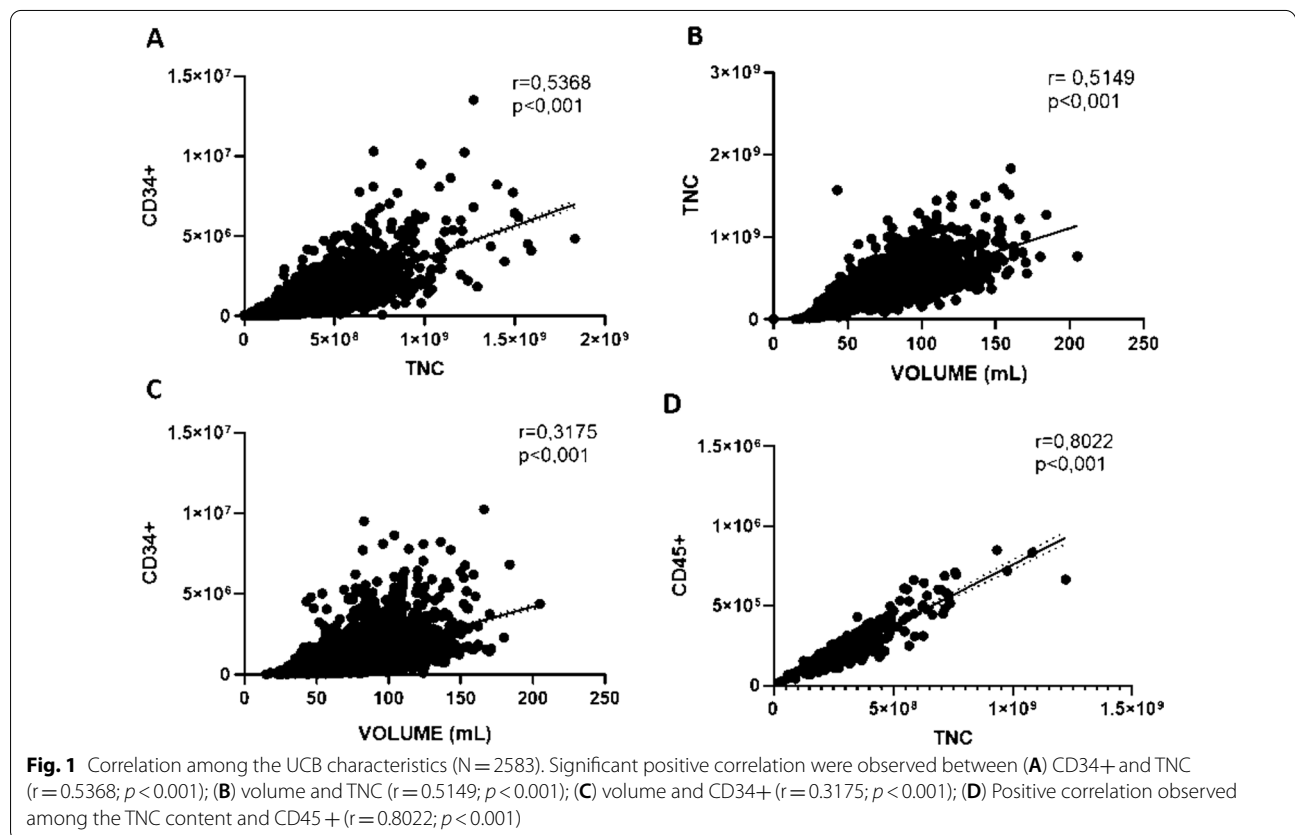 A
r=0,5368
p<0,001
1.5×10⁷
1×10⁷
5×10⁶
0
CD34+
0 5×10⁸ 1×10⁹ 1.5×10⁹ 2×10⁹
TNC
B
r= 0,5149
p<0,001
3×10⁹
2×10⁹
1×10⁹
0
TNC
0 50 100 150 200 250
VOLUME (mL)
C
r=0,3175
p<0,001
1.5×10⁷
1×10⁷
5×10⁶
0
CD34+
0 50 100 150 200 250
VOLUME (mL)
D
r=0,8022
p<0,001
1.5×10⁶
1×10⁶
5×10⁵
0
CD45+
5×10⁸ 1×10⁹ 1.5×10⁹
TNC
Fig. 1 Correlation among the UCB characteristics (N = 2583). Significant positive correlation were observed between (A) CD34+ and TNC
(r = 0.5368; p < 0.001); (B) volume and TNC (r = 0.5149; p < 0.001); (C) volume and CD34+ (r = 0.3175; p < 0.001); (D) Positive correlation observed
among the TNC content and CD45 + (r = 0.8022; p < 0.001)